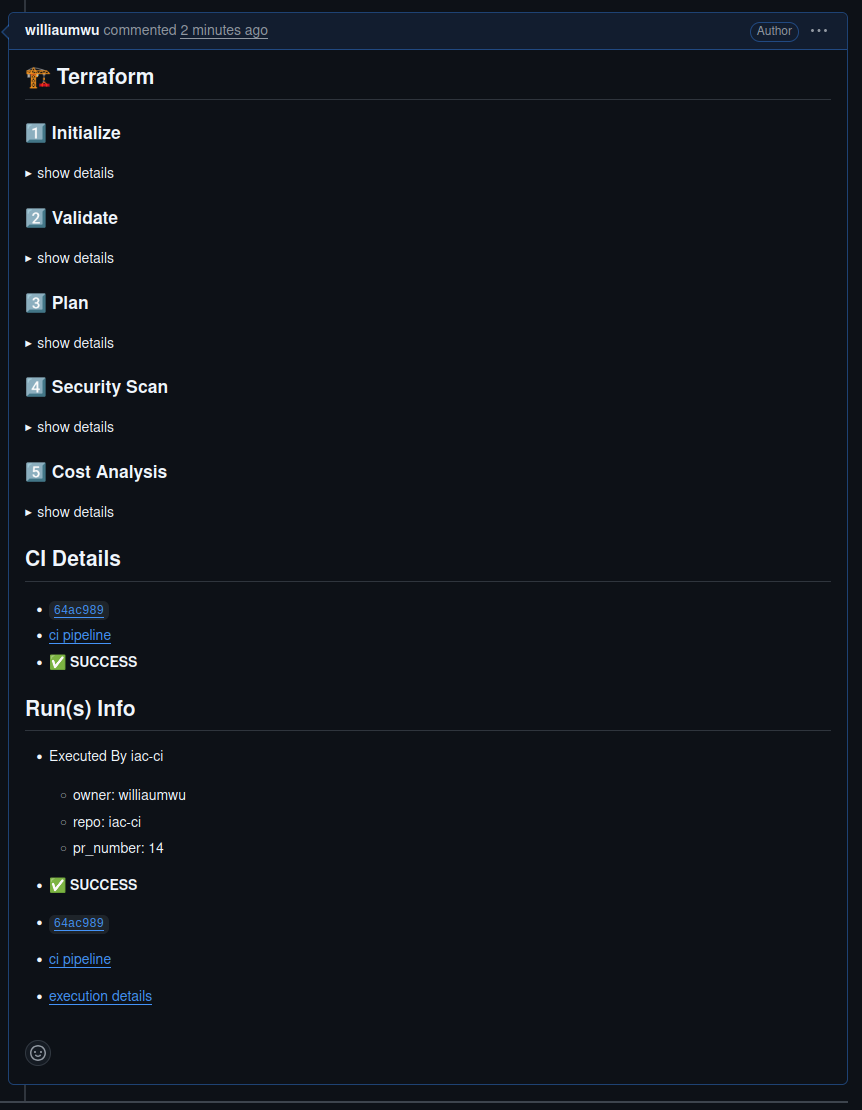 williaumwu commented 2 minutes ago
Author
🏗️ Terraform
1️⃣ Initialize
▸ show details
2️⃣ Validate
▸ show details
3️⃣ Plan
▸ show details
4️⃣ Security Scan
▸ show details
5️⃣ Cost Analysis
▸ show details
CI Details
• 64ac989
• ci pipeline
• ✅ SUCCESS
Run(s) Info
• Executed By iac-ci
○ owner: williaumwu
○ repo: iac-ci
○ pr_number: 14
• ✅ SUCCESS
• 64ac989
• ci pipeline
• execution details